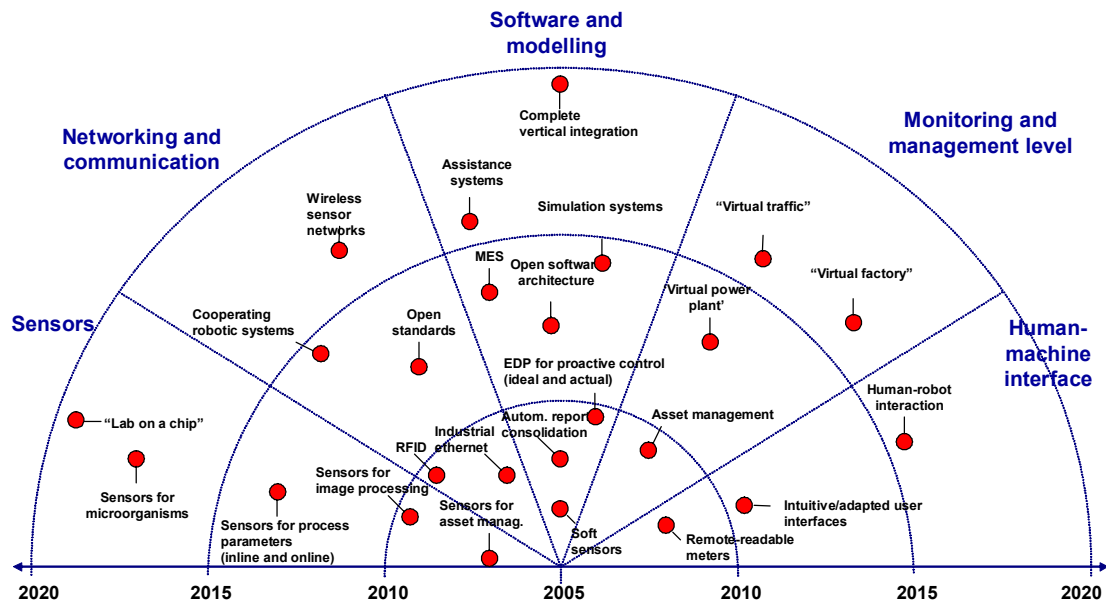 Software and
modelling
Complete
vertical integration
Networking and
communication
Monitoring and
management level
Assistance
systems
Wireless
sensor
networks
Simulation systems
“Virtual traffic”
MES
Open software
architecture
“Virtual factory”
Virtual power
plant’
Sensors
Cooperating
robotic systems
Open
standards
Human-
machine
interface
EDP for proactive control
(ideal and actual)
Human-robot
interaction
“Lab on a chip”
Autom. report
consolidation
Asset management
Industrial
ethernet
RFID
Sensors for
image processing
Sensors for
microorganisms
Sensors for process
parameters
(inline and online)
Sensors for
asset manag.
Soft
sensors
Intuitive/adapted user
interfaces
Remote-readable
meters
2020
2015
2010
2005
2010
2015
2020